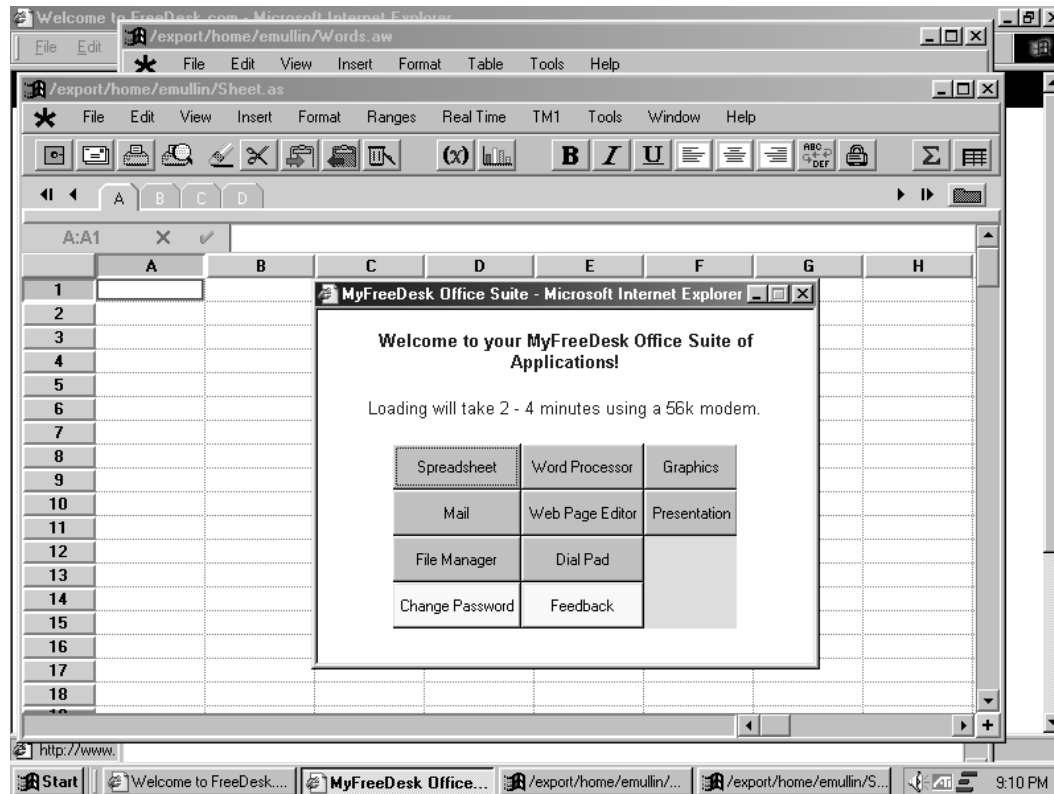 Welcome to FreeDesk.com - Microsoft Internet Explorer
File Edit
/export/home/emullin/Words.aw
File Edit View Insert Format Table Tools Help
/export/home/emullin/Sheet.as
File Edit View Insert Format Ranges Real Time TM1 Tools Window Help
(x) B I U ABC DEF Σ
A B C D
A:A1
A B C D E F G H
1
2
3
4
5
6
7
8
9
10
11
12
13
14
15
16
17
18
MyFreeDesk Office Suite - Microsoft Internet Explorer
Welcome to your MyFreeDesk Office Suite of
Applications!
Loading will take 2 - 4 minutes using a 56k modem.
Spreadsheet Word Processor Graphics
Mail Web Page Editor Presentation
File Manager Dial Pad
Change Password Feedback
http://www.
Start Welcome to FreeDesk.... MyFreeDesk Office... /export/home/emullin/... /export/home/emullin/S... 9:10 PM